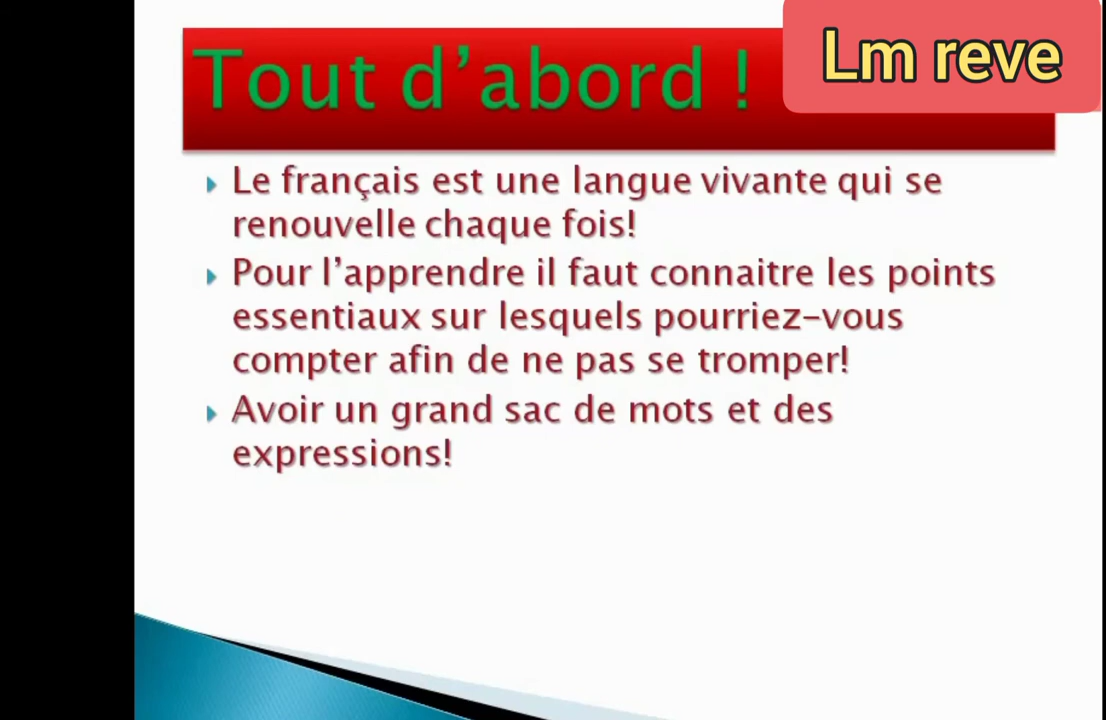 Tout d'abord !
Lm reve
Le français est une langue vivante qui se
renouvelle chaque fois!
Pour l'apprendre il faut connaitre les points
essentiaux sur lesquels pourriez-vous
compter afin de ne pas se tromper!
Avoir un grand sac de mots et des
expressions!